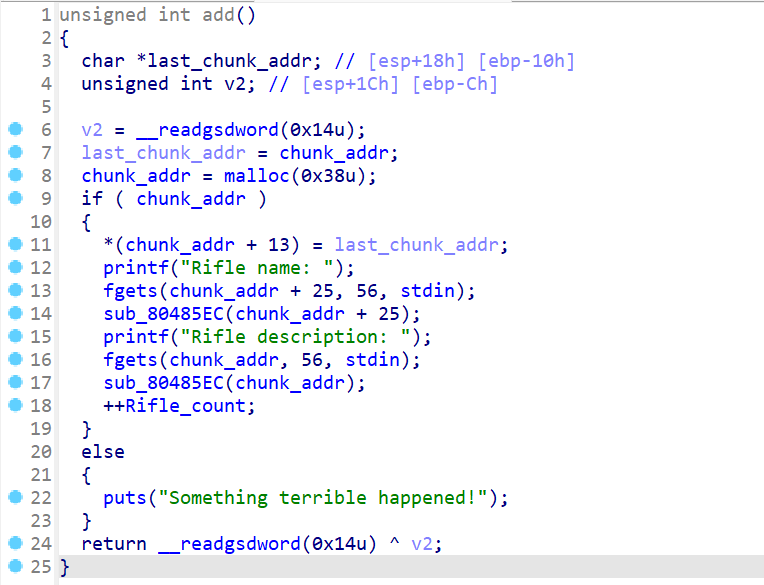 1 unsigned int add()
2 {
3   char *last_chunk_addr; // [esp+18h] [ebp-10h]
4   unsigned int v2; // [esp+1Ch] [ebp-Ch]
5
6   v2 = __readgsdword(0x14u);
7   last_chunk_addr = chunk_addr;
8   chunk_addr = malloc(0x38u);
9   if ( chunk_addr )
10   {
11     *(chunk_addr + 13) = last_chunk_addr;
12     printf("Rifle name: ");
13     fgets(chunk_addr + 25, 56, stdin);
14     sub_80485EC(chunk_addr + 25);
15     printf("Rifle description: ");
16     fgets(chunk_addr, 56, stdin);
17     sub_80485EC(chunk_addr);
18     ++Rifle_count;
19   }
20   else
21   {
22     puts("Something terrible happened!");
23   }
24   return __readgsdword(0x14u) ^ v2;
25 }